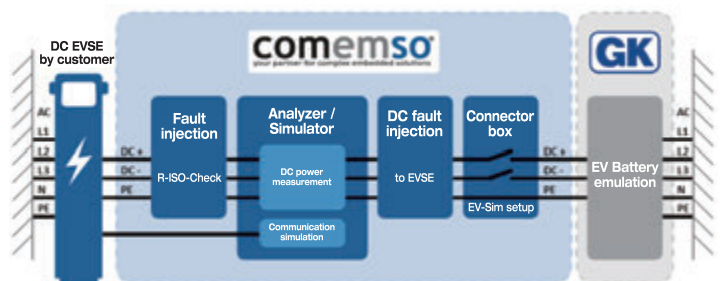 DC EVSE
by customer
comemso®
your partner for complex embedded solutions
GK
AC
L1
L2
L3
N
PE
DC +
DC -
PE
Fault
injection
R-ISO-Check
Analyzer /
Simulator
DC power
measurement
Communication
simulation
DC fault
injection
to EVSE
Connector
box
EV-Sim setup
DC +
DC -
PE
EV Battery
emulation
AC
L1
L2
L3
N
PE